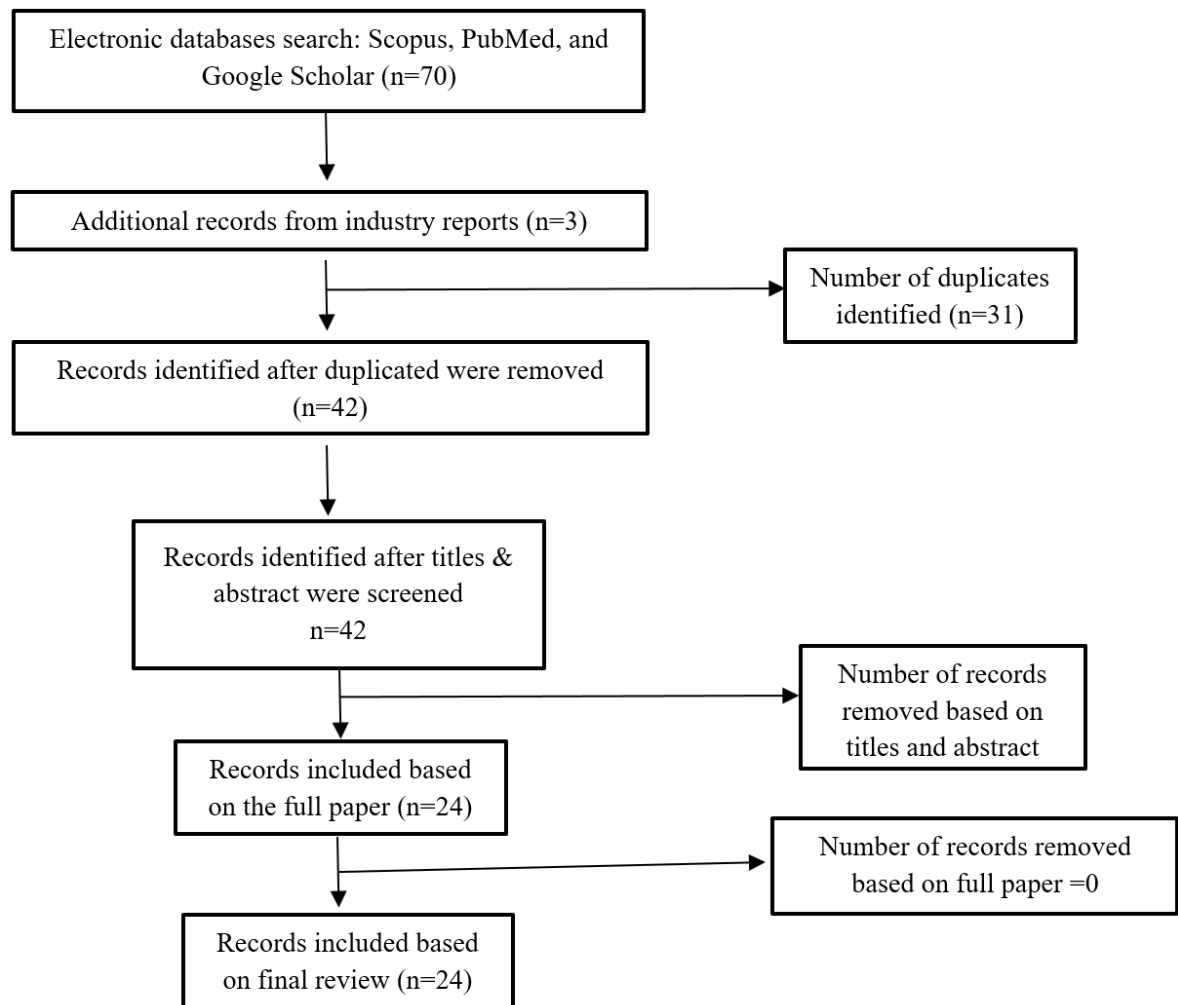 Electronic databases search: Scopus, PubMed, and
Google Scholar (n=70)
Additional records from industry reports (n=3)
Number of duplicates
identified (n=31)
Records identified after duplicated were removed
(n=42)
Records identified after titles &
abstract were screened
n=42
Number of records
removed based on
titles and abstract
Records included based
on the full paper (n=24)
Number of records removed
based on full paper =0
Records included based
on final review (n=24)